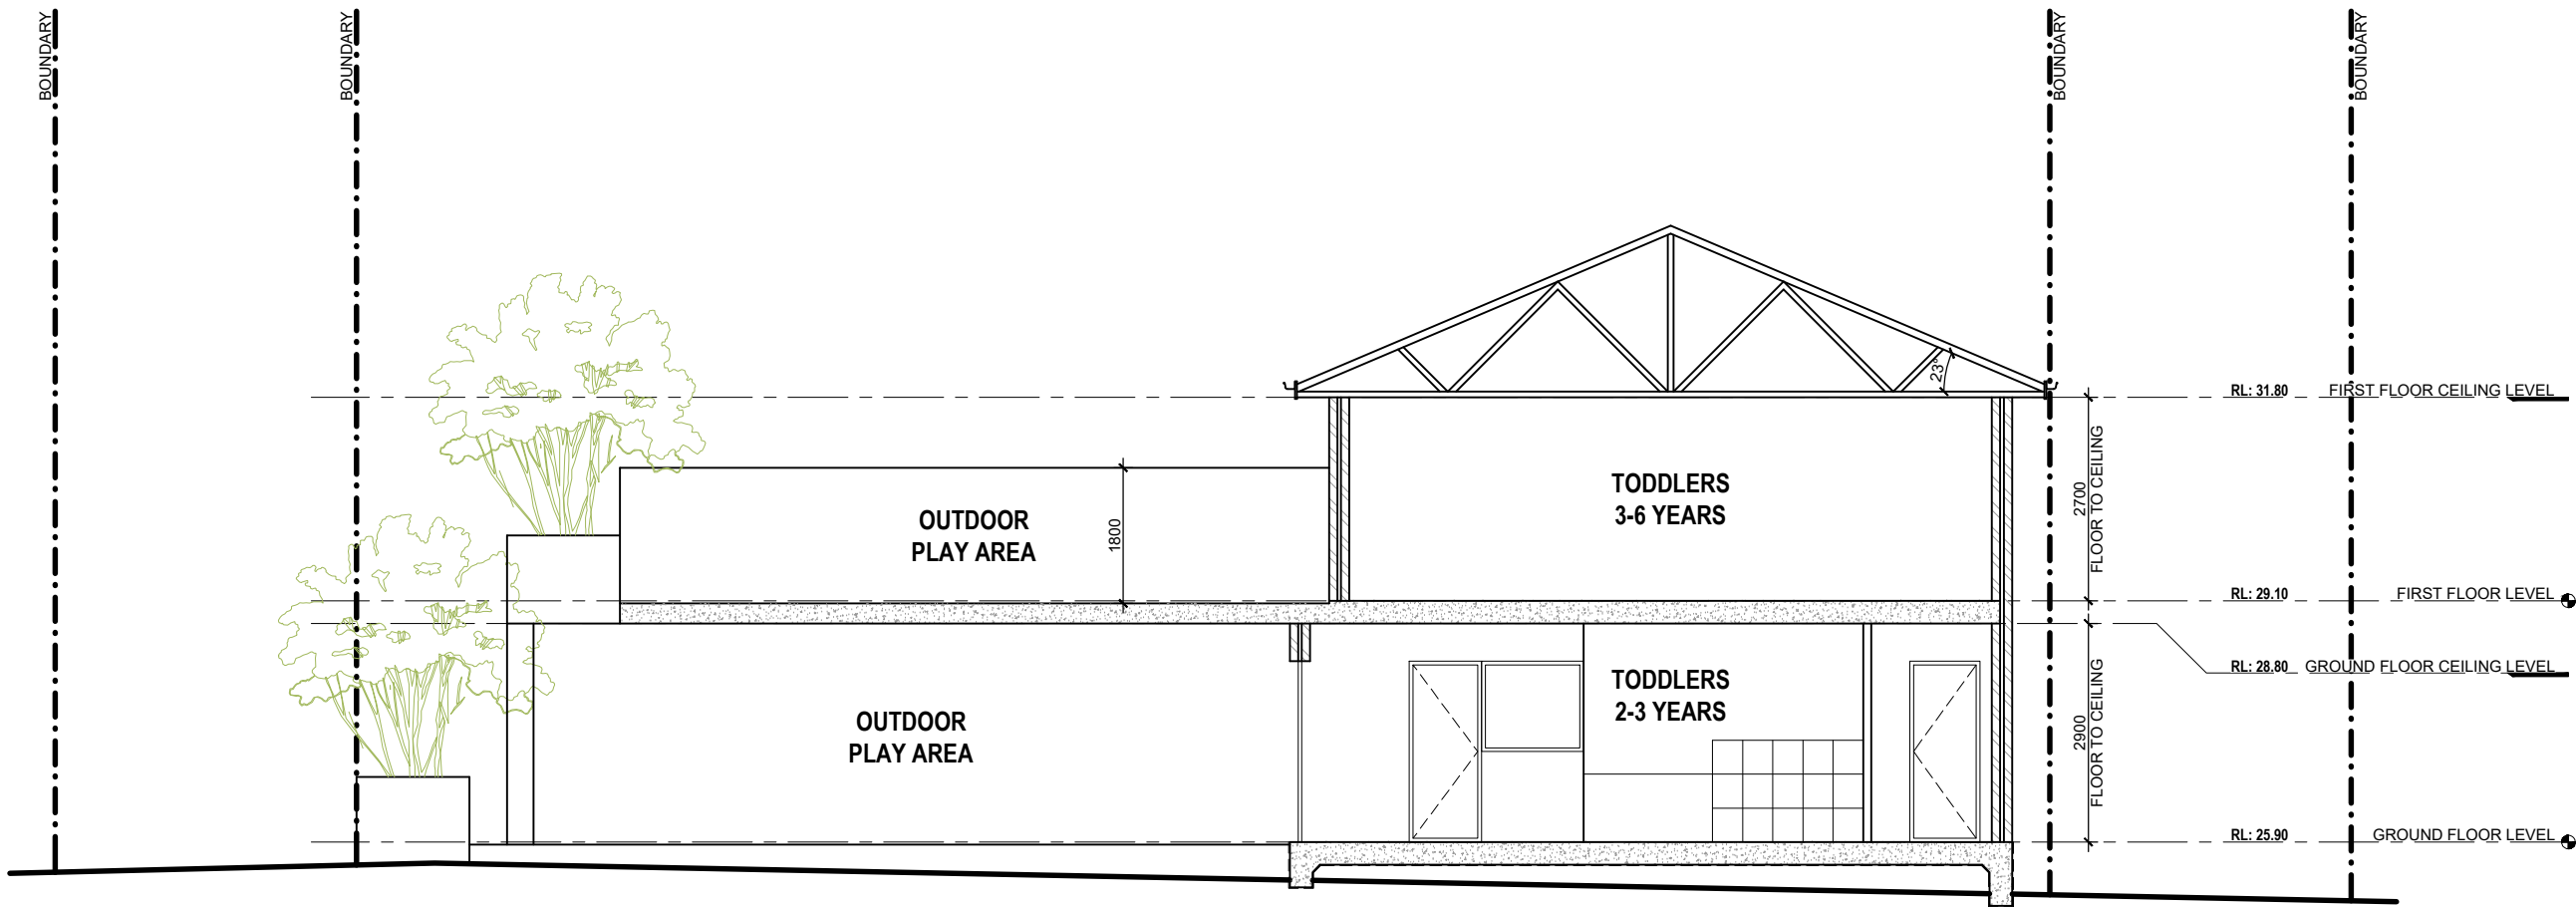 BOUNDARY
BOUNDARY
BOUNDARY
BOUNDARY
23°
RL: 31.80 FIRST FLOOR CEILING LEVEL
TODDLERS
3-6 YEARS
OUTDOOR
PLAY AREA
1800
2700
FLOOR TO CEILING
RL: 29.10 FIRST FLOOR LEVEL
RL: 28.80 GROUND FLOOR CEILING LEVEL
TODDLERS
2-3 YEARS
OUTDOOR
PLAY AREA
2900
FLOOR TO CEILING
RL: 25.90 GROUND FLOOR LEVEL